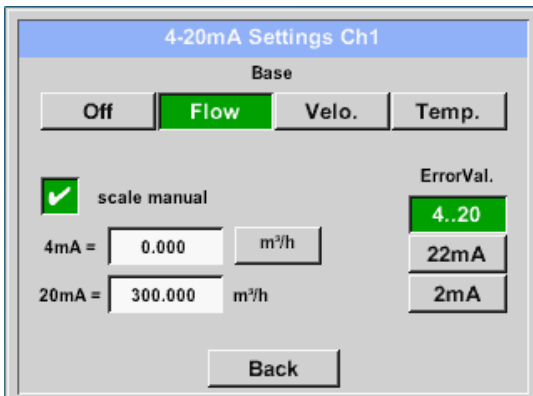 4-20mA Settings Ch1
Base
Off Flow Velo. Temp.
ErrorVal.
scale manual
4..20
4mA = 0.000 m³/h
22mA
20mA = 300.000 m³/h
2mA
Back